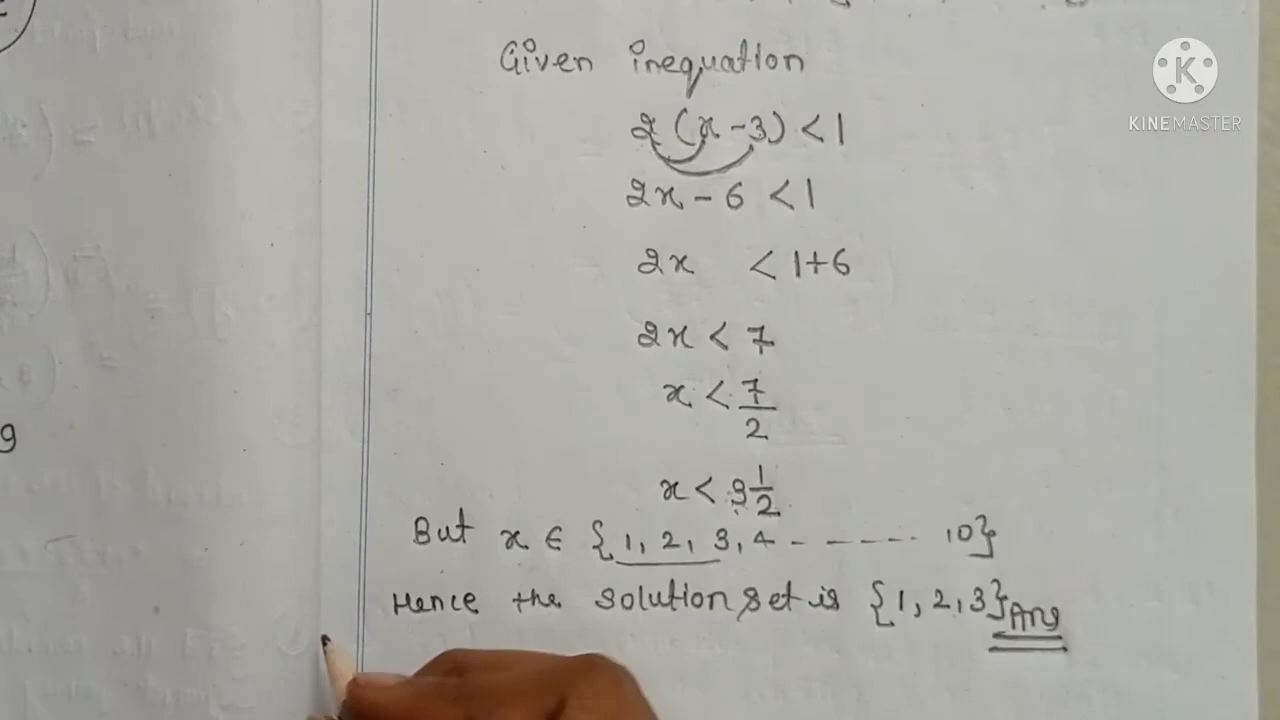 Given inequation
2(x-3) < 1
2x - 6 < 1
2x < 1+6
2x < 7
x < 7/2
x < 3 1/2
But x ∈ {1, 2, 3, 4 - - - - - - 10}
Hence the solution set is {1, 2, 3} Ans
9
K
KINEMASTER